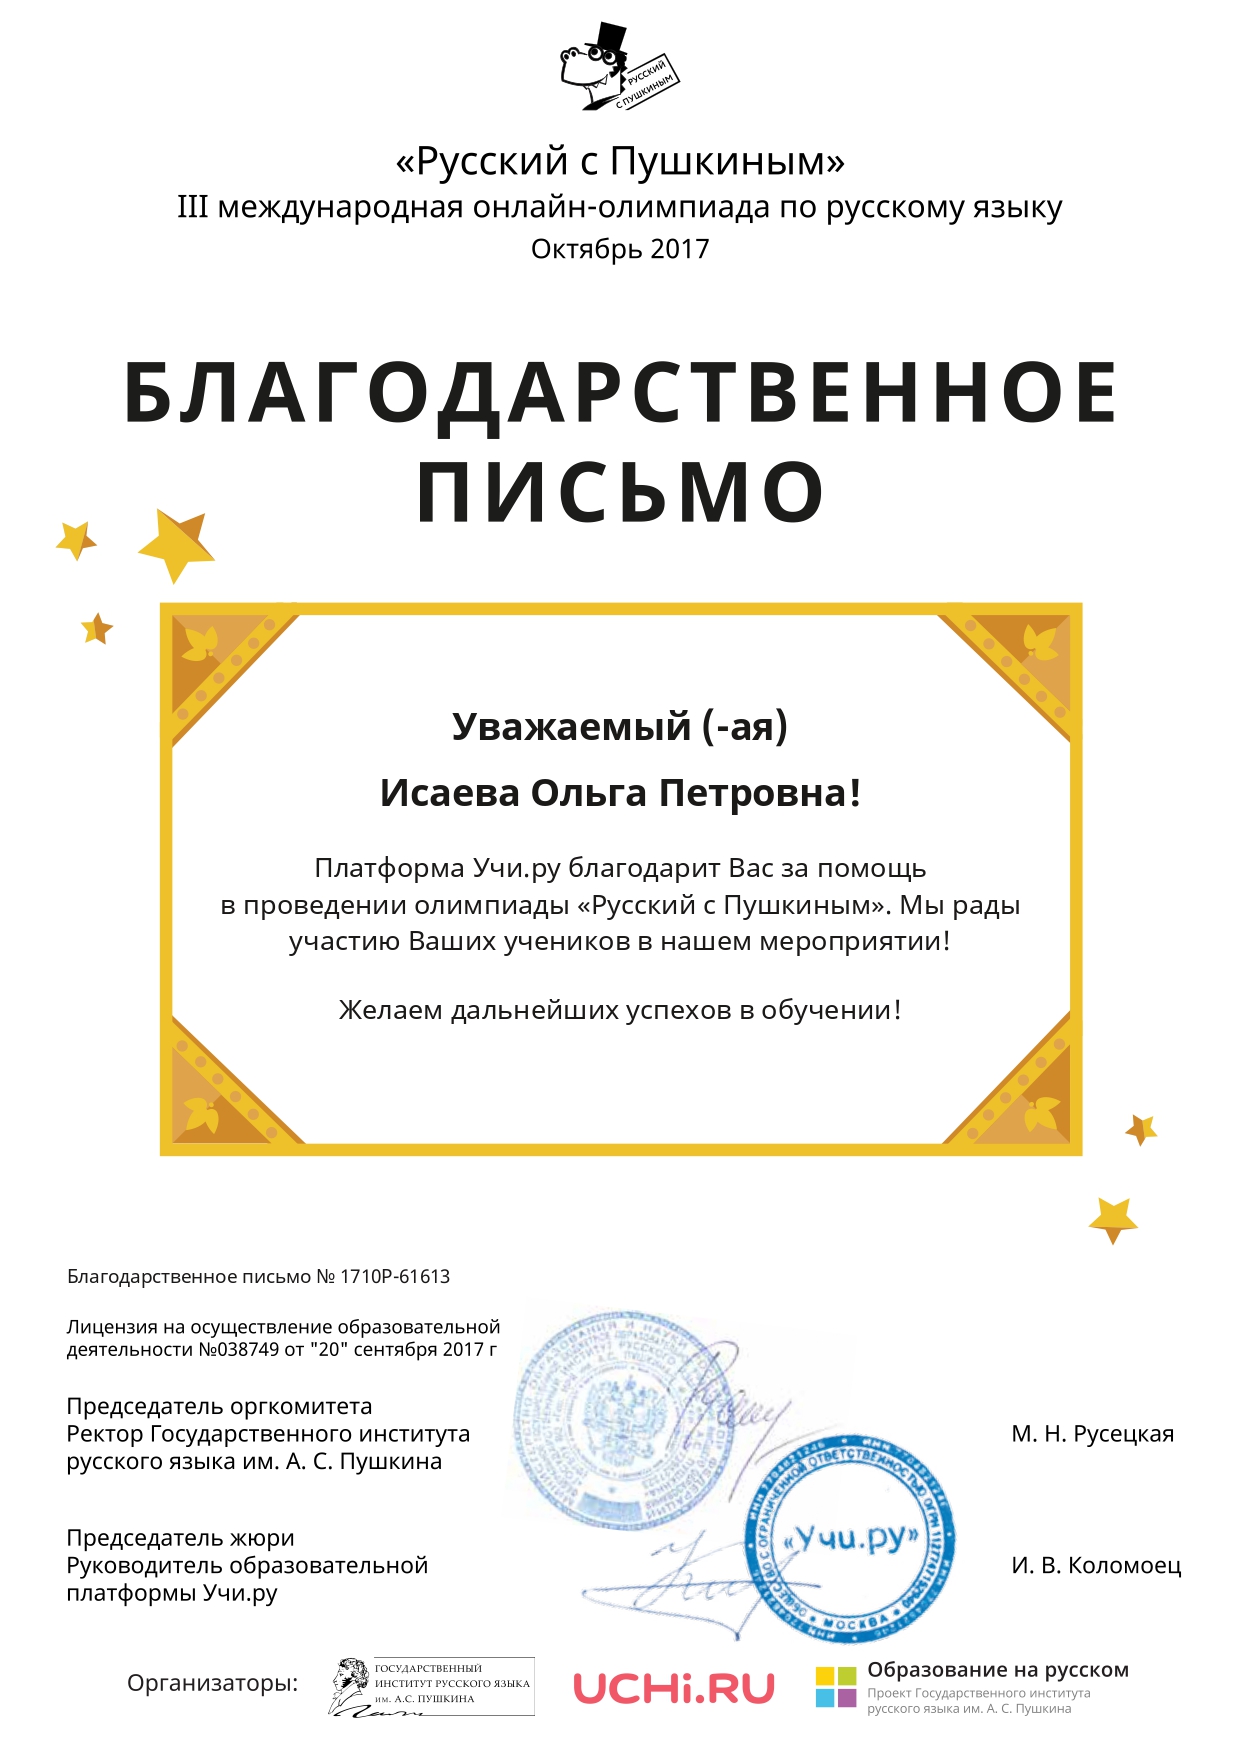 РУССКИЙ
С ПУШКИНЫМ
«Русский с Пушкиным»
III международная онлайн-олимпиада по русскому языку
Октябрь 2017
БЛАГОДАРСТВЕННОЕ
ПИСЬМО
Уважаемый (-ая)
Исаева Ольга Петровна!
Платформа Учи.ру благодарит Вас за помощь
в проведении олимпиады «Русский с Пушкиным». Мы рады
участию Ваших учеников в нашем мероприятии!
Желаем дальнейших успехов в обучении!
Благодарственное письмо № 1710Р-61613
Лицензия на осуществление образовательной
деятельности №038749 от "20" сентября 2017 г
Председатель оргкомитета
Ректор Государственного института
русского языка им. А. С. Пушкина
М. Н. Русецкая
Председатель жюри
Руководитель образовательной
платформы Учи.ру
ОБЩЕСТВО С ОГРАНИЧЕННОЙ ОТВЕТСТВЕННОСТЬЮ
«Учи.ру»
МОСКВА
И. В. Коломоец
Организаторы:
ГОСУДАРСТВЕННЫЙ
ИНСТИТУТ РУССКОГО ЯЗЫКА
ИМ. А.С. ПУШКИНА
UCHi.RU
Образование на русском
Проект Государственного института
русского языка им. А. С. Пушкина